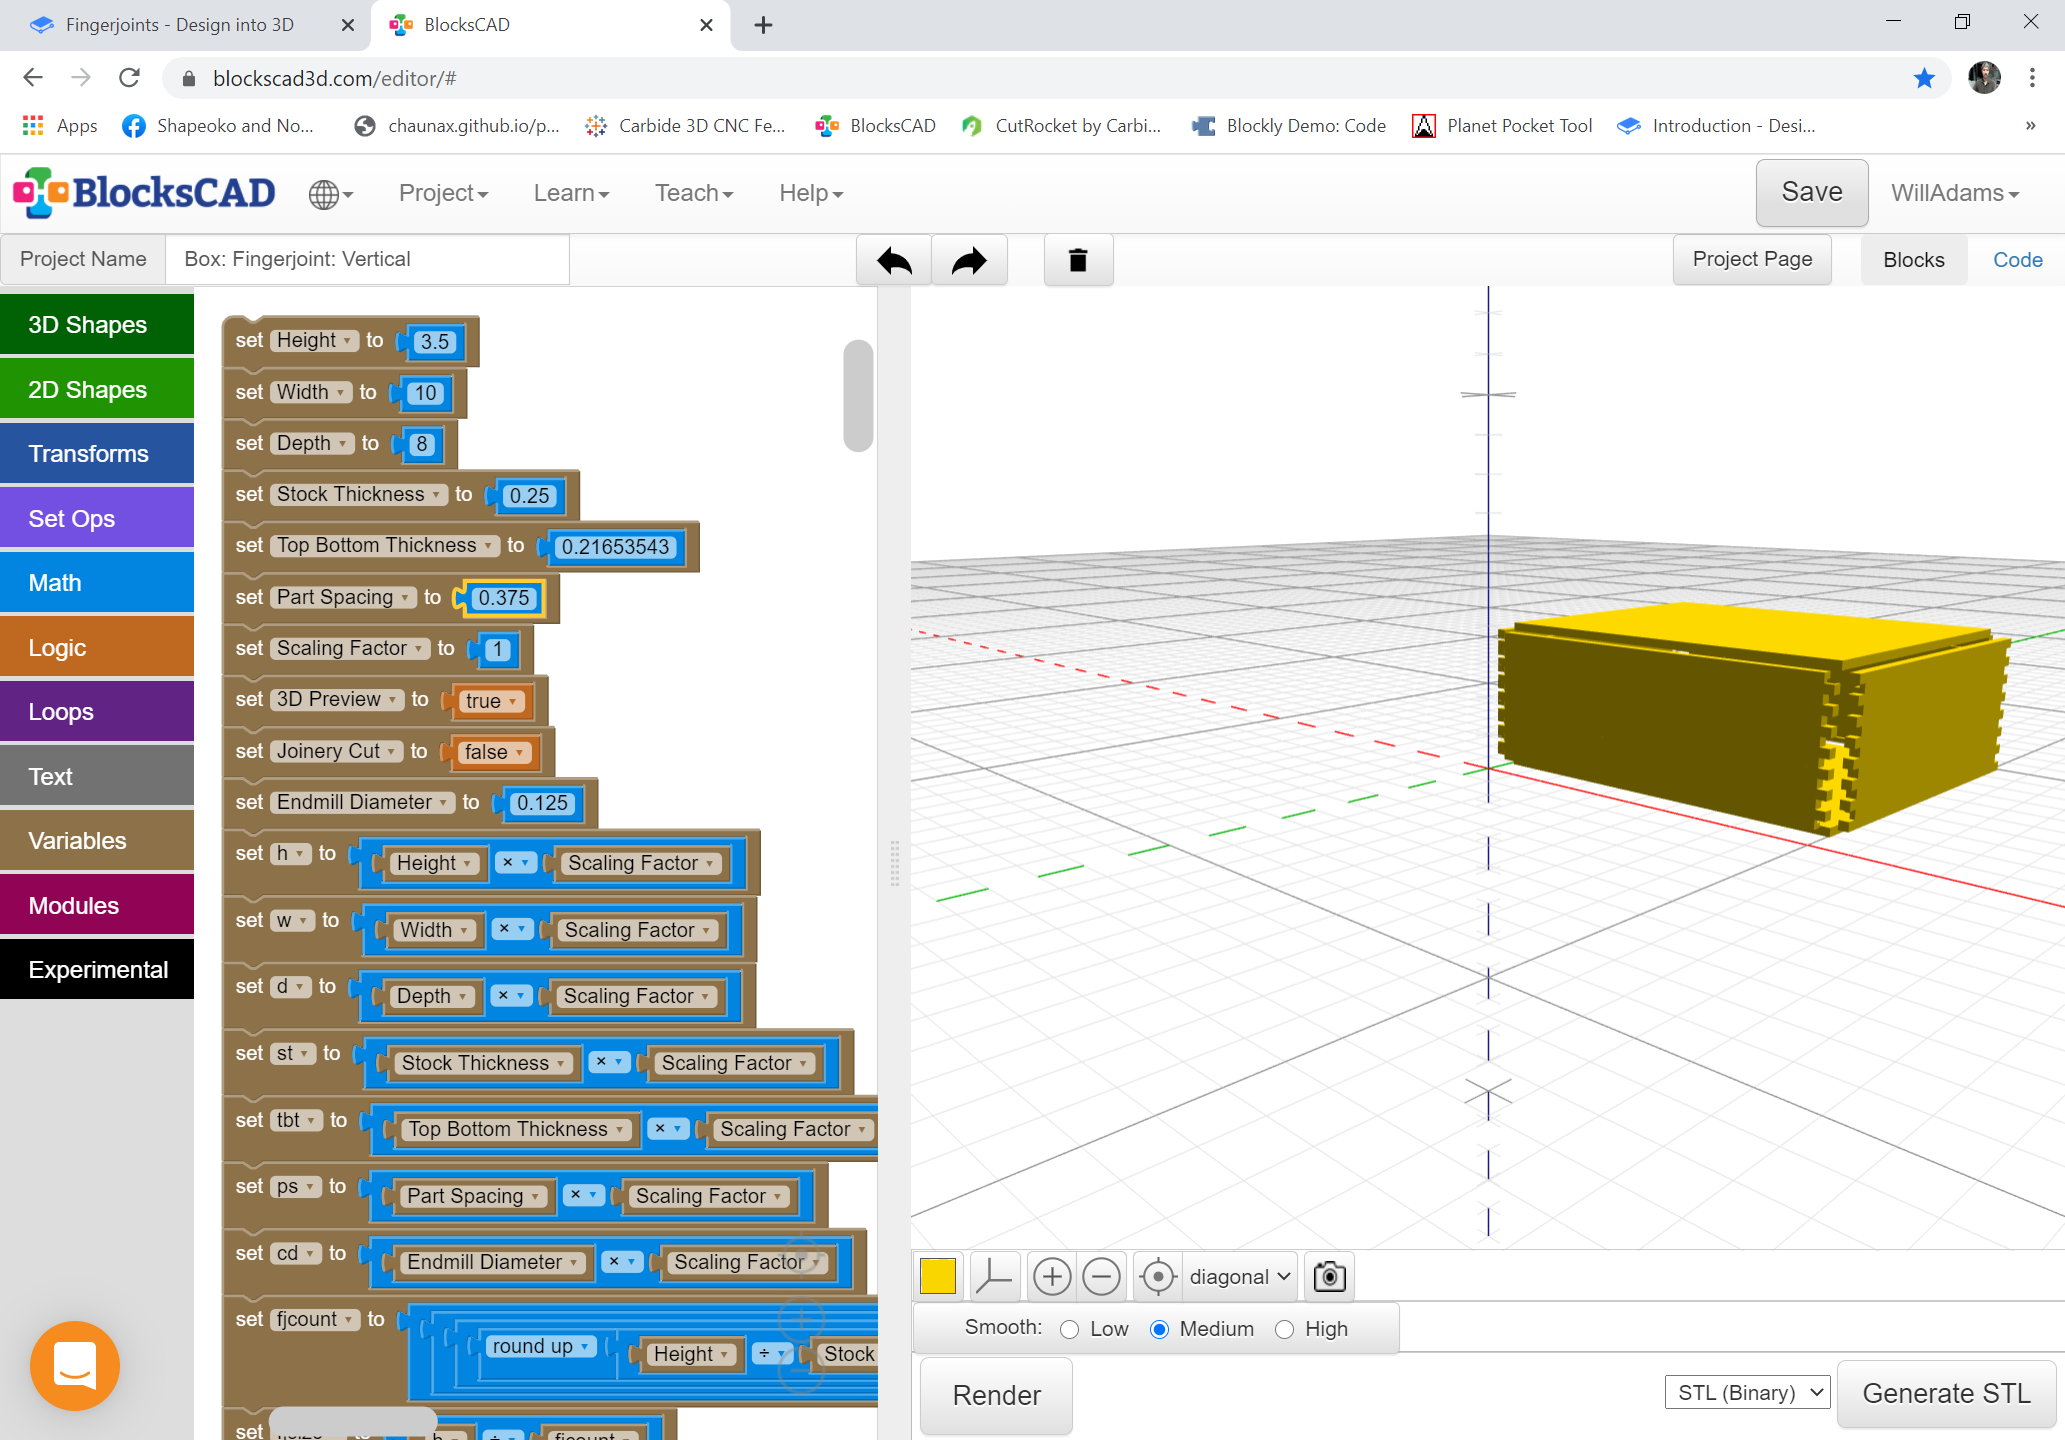 Fingerjoints - Design into 3D
BlocksCAD
blockscad3d.com/editor/#
Apps
Shapeoko and No...
chaunax.github.io/p...
Carbide 3D CNC Fe...
BlocksCAD
CutRocket by Carbi...
Blockly Demo: Code
Planet Pocket Tool
Introduction - Desi...
»
BlocksCAD
Project
Learn
Teach
Help
Save
WillAdams
Project Name
Box: Fingerjoint: Vertical
Project Page
Blocks
Code
3D Shapes
2D Shapes
Transforms
Set Ops
Math
Logic
Loops
Text
Variables
Modules
Experimental
set Height to 3.5
set Width to 10
set Depth to 8
set Stock Thickness to 0.25
set Top Bottom Thickness to 0.21653543
set Part Spacing to 0.375
set Scaling Factor to 1
set 3D Preview to true
set Joinery Cut to false
set Endmill Diameter to 0.125
set h to Height × Scaling Factor
set w to Width × Scaling Factor
set d to Depth × Scaling Factor
set st to Stock Thickness × Scaling Factor
set tbt to Top Bottom Thickness × Scaling Factor
set ps to Part Spacing × Scaling Factor
set cd to Endmill Diameter × Scaling Factor
set fjcount to round up Height ÷ Stock
set to h ÷ fjcount
diagonal
Smooth: Low Medium High
Render
STL (Binary)
Generate STL